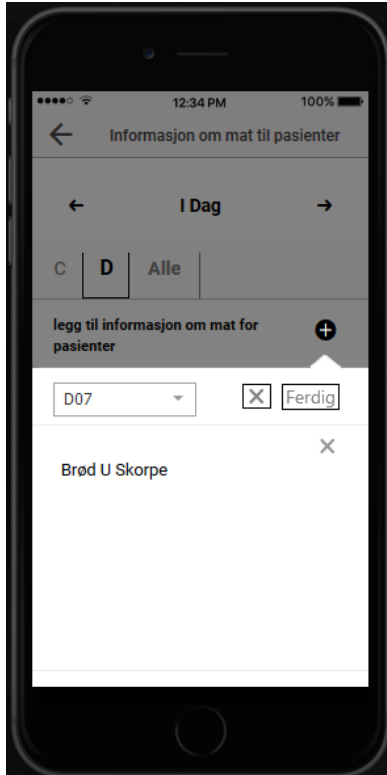 12:34 PM
100%
Informasjon om mat til pasienter
I Dag
C D Alle
legg til informasjon om mat for
pasienter
D07
Ferdig
Brød U Skorpe